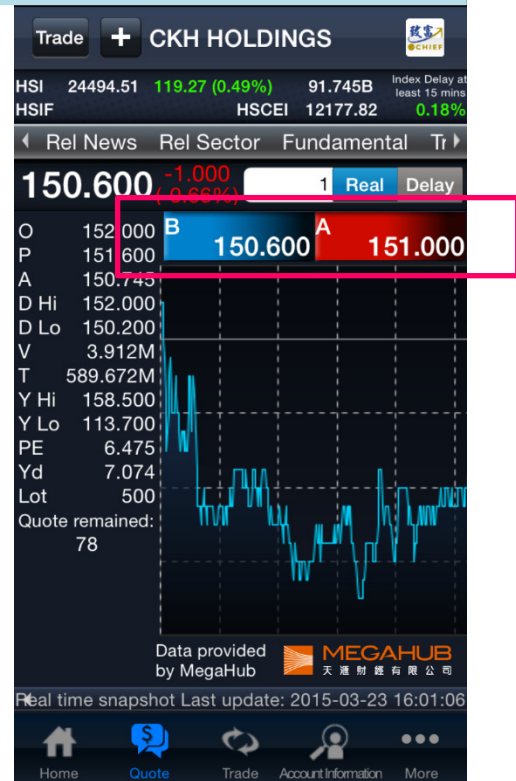 Trade + CKH HOLDINGS 致富 CHIEF
HSI 24494.51 119.27 (0.49%) 91.745B Index Delay at least 15 mins
HSIF HSCEI 12177.82 0.18%
Rel News Rel Sector Fundamental Tr
150.600 -1.000 (-0.66%) 1 Real Delay
O 152.000
P 151.600
B 150.600 A 151.000
A 150.745
D Hi 152.000
D Lo 150.200
V 3.912M
T 589.672M
Y Hi 158.500
Y Lo 113.700
PE 6.475
Yd 7.074
Lot 500
Quote remained:
78
Data provided
by MegaHub
MEGAHUB
天滙財經有限公司
Real time snapshot Last update: 2015-03-23 16:01:06
Home Quote Trade Account Information More